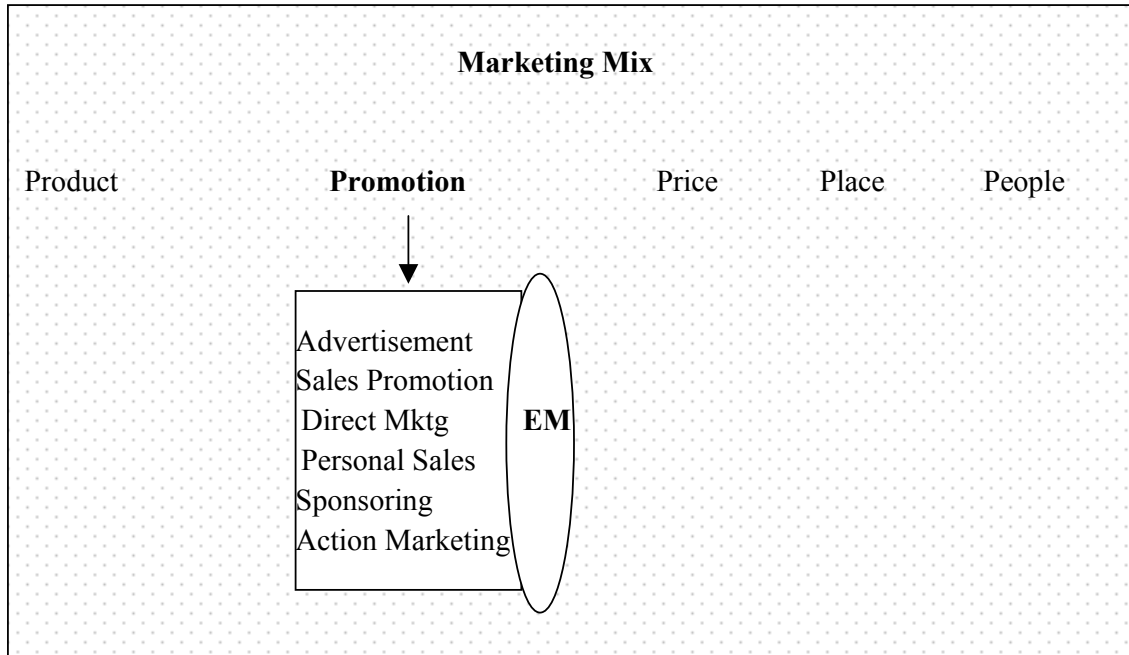 Marketing Mix
Product Promotion Price Place People
Advertisement
Sales Promotion
Direct Mktg EM
Personal Sales
Sponsoring
Action Marketing